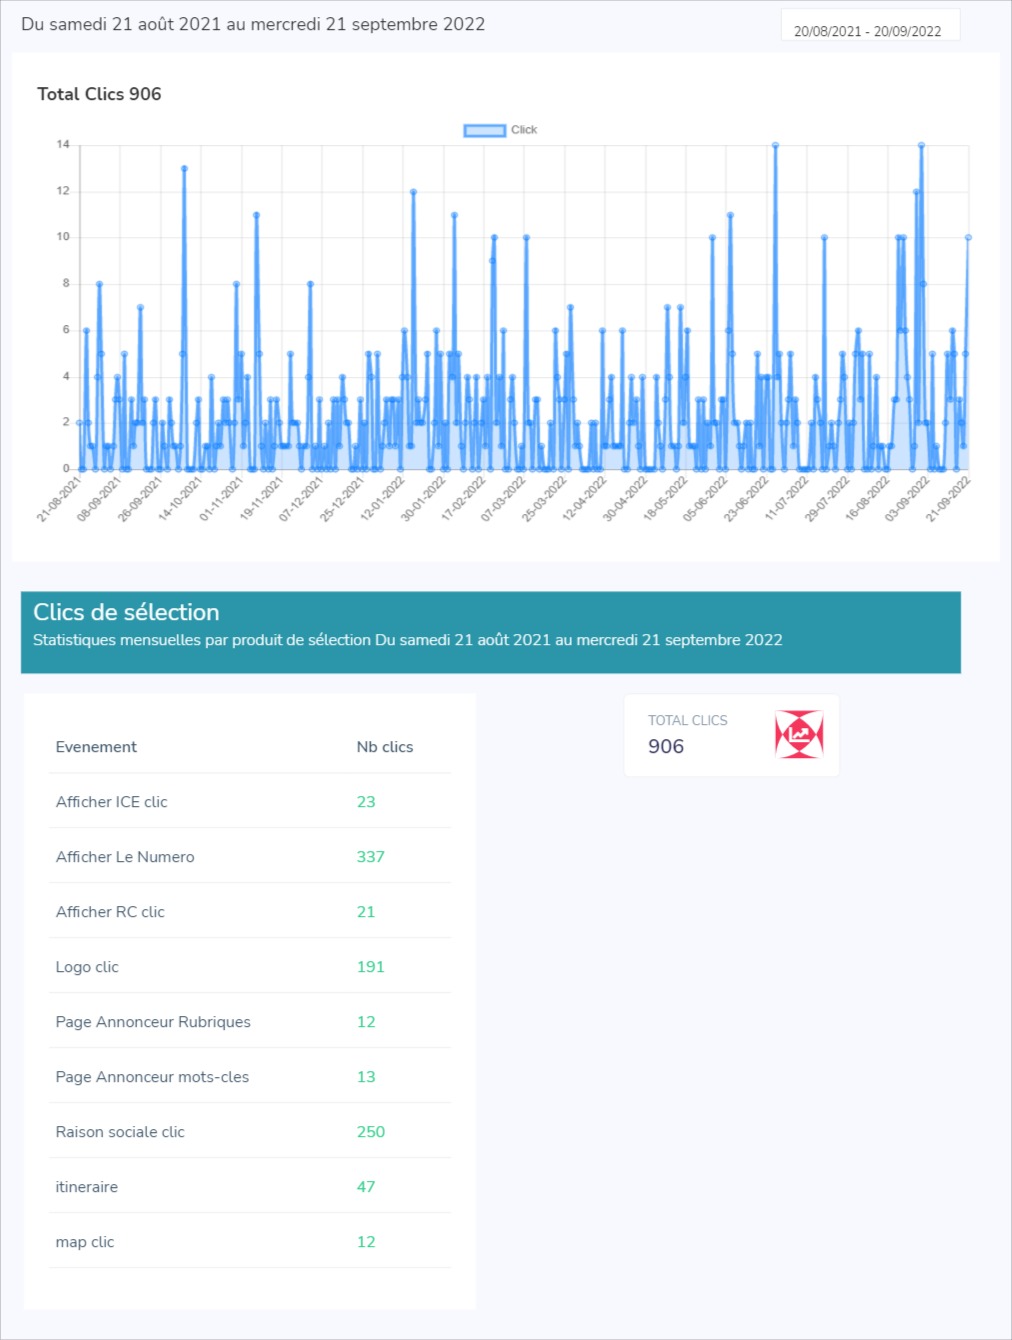 Du samedi 21 août 2021 au mercredi 21 septembre 2022
20/08/2021 - 20/09/2022
Total Clics 906
Click
14
12
10
8
6
4
2
0
21-08-2021
08-09-2021
26-09-2021
14-10-2021
01-11-2021
19-11-2021
07-12-2021
25-12-2021
12-01-2022
30-01-2022
17-02-2022
07-03-2022
25-03-2022
12-04-2022
30-04-2022
18-05-2022
05-06-2022
23-06-2022
11-07-2022
29-07-2022
16-08-2022
03-09-2022
21-09-2022
Clics de sélection
Statistiques mensuelles par produit de sélection Du samedi 21 août 2021 au mercredi 21 septembre 2022
TOTAL CLICS
906
Evenement Nb clics
Afficher ICE clic 23
Afficher Le Numero 337
Afficher RC clic 21
Logo clic 191
Page Annonceur Rubriques 12
Page Annonceur mots-cles 13
Raison sociale clic 250
itineraire 47
map clic 12